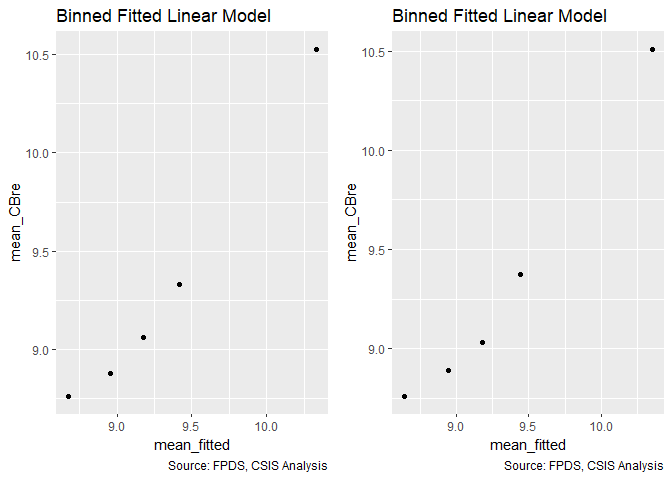 Binned Fitted Linear Model
10.5
10.0
9.5
9.0
mean_CBre
9.0
9.5
10.0
mean_fitted
Source: FPDS, CSIS Analysis
Binned Fitted Linear Model
10.5
10.0
9.5
9.0
mean_CBre
9.0
9.5
10.0
mean_fitted
Source: FPDS, CSIS Analysis